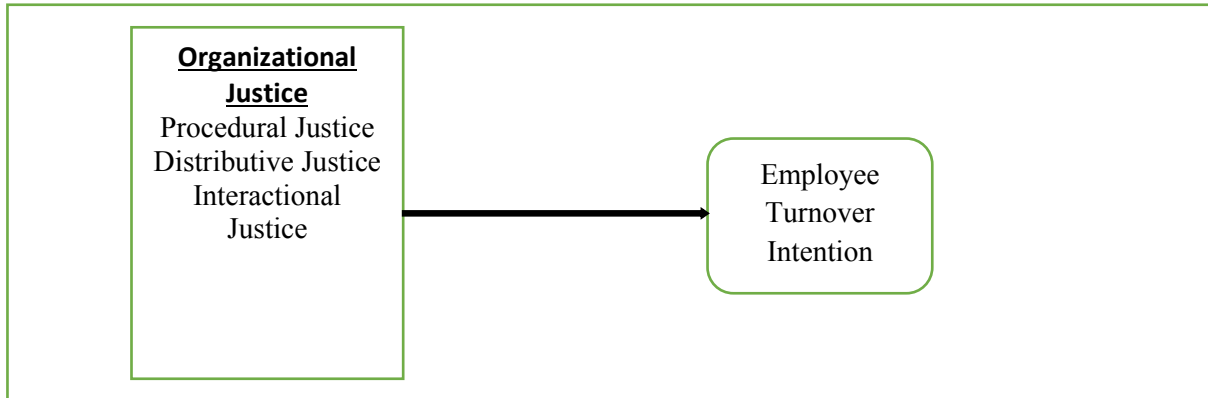 Organizational
Justice
Procedural Justice
Distributive Justice
Interactional
Justice
Employee
Turnover
Intention